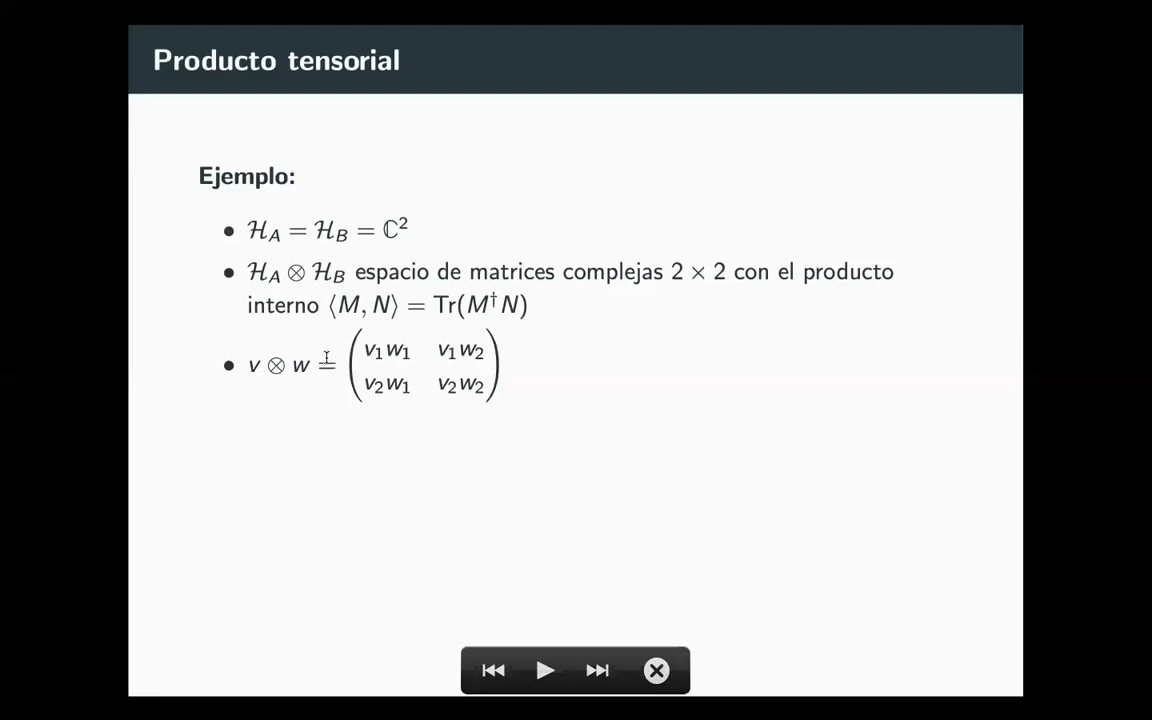 Producto tensorial
Ejemplo:
• ℋ_A = ℋ_B = ℂ²
• ℋ_A ⊗ ℋ_B espacio de matrices complejas 2 × 2 con el producto
interno ⟨M, N⟩ = Tr(M†N)
• v ⊗ w = ( v₁w₁ v₁w₂
v₂w₁ v₂w₂ )